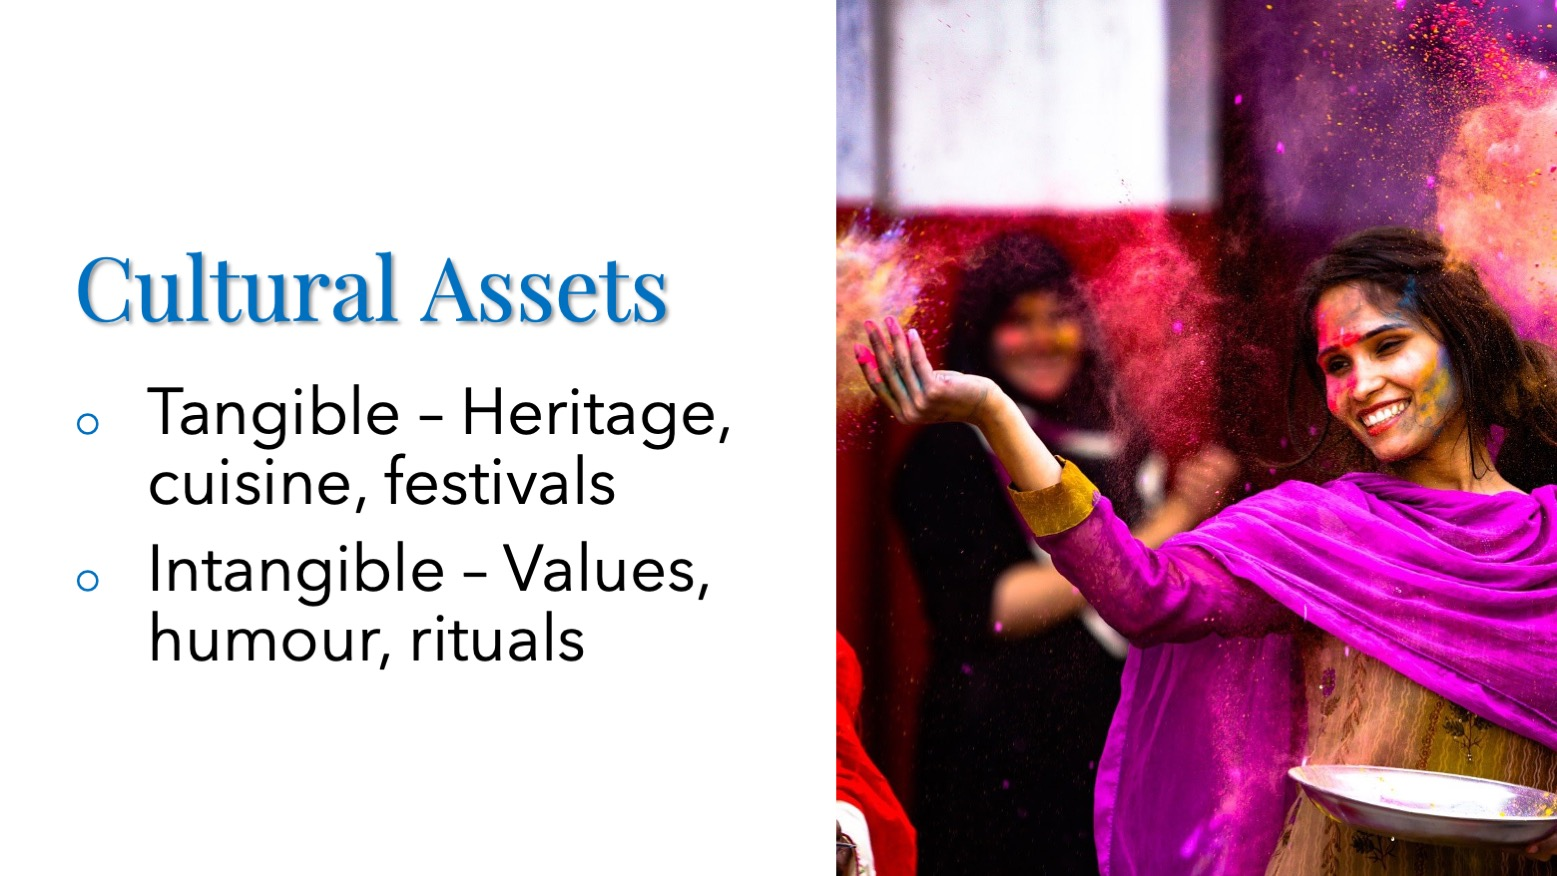 Cultural Assets
Tangible – Heritage,
cuisine, festivals
Intangible – Values,
humour, rituals